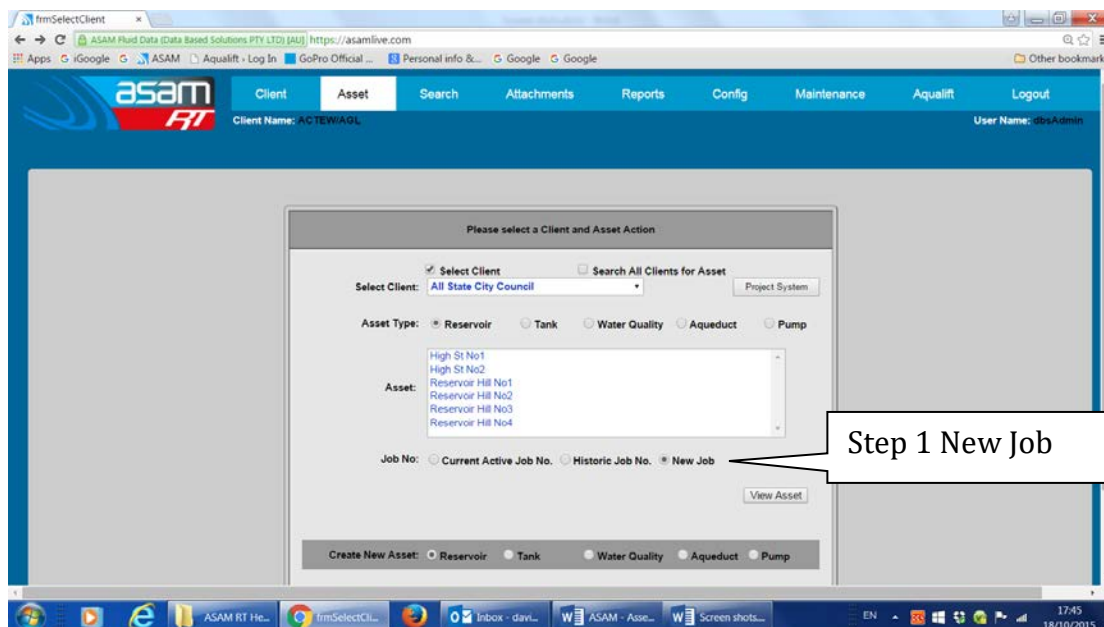 frmSelectClient
ASAM Fluid Data (Data Based Solutions PTY LTD) [AU] https://asamlive.com
Apps iGoogle G ASAM Aqualift › Log In GoPro Official ... Personal info &... Google Google Other bookmark
asam RT
Client Asset Search Attachments Reports Config Maintenance Aqualift Logout
Client Name: ACTEW/AGL User Name: dbsAdmin
Please select a Client and Asset Action
Select Client Search All Clients for Asset
Select Client: All State City Council Project System
Asset Type: Reservoir Tank Water Quality Aqueduct Pump
Asset:
High St No1
High St No2
Reservoir Hill No1
Reservoir Hill No2
Reservoir Hill No3
Reservoir Hill No4
Job No: Current Active Job No. Historic Job No. New Job
Step 1 New Job
View Asset
Create New Asset: Reservoir Tank Water Quality Aqueduct Pump
ASAM RT He... frmSelectCli... Inbox - davi... ASAM - Asse... Screen shots... EN 17:45
18/10/2015